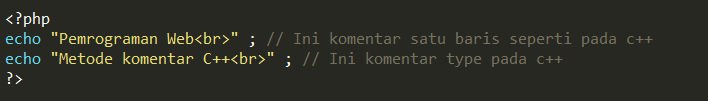 <?php
echo "Pemrograman Web<br>" ; // Ini komentar satu baris seperti pada c++
echo "Metode komentar C++<br>" ; // Ini komentar type pada c++
?>